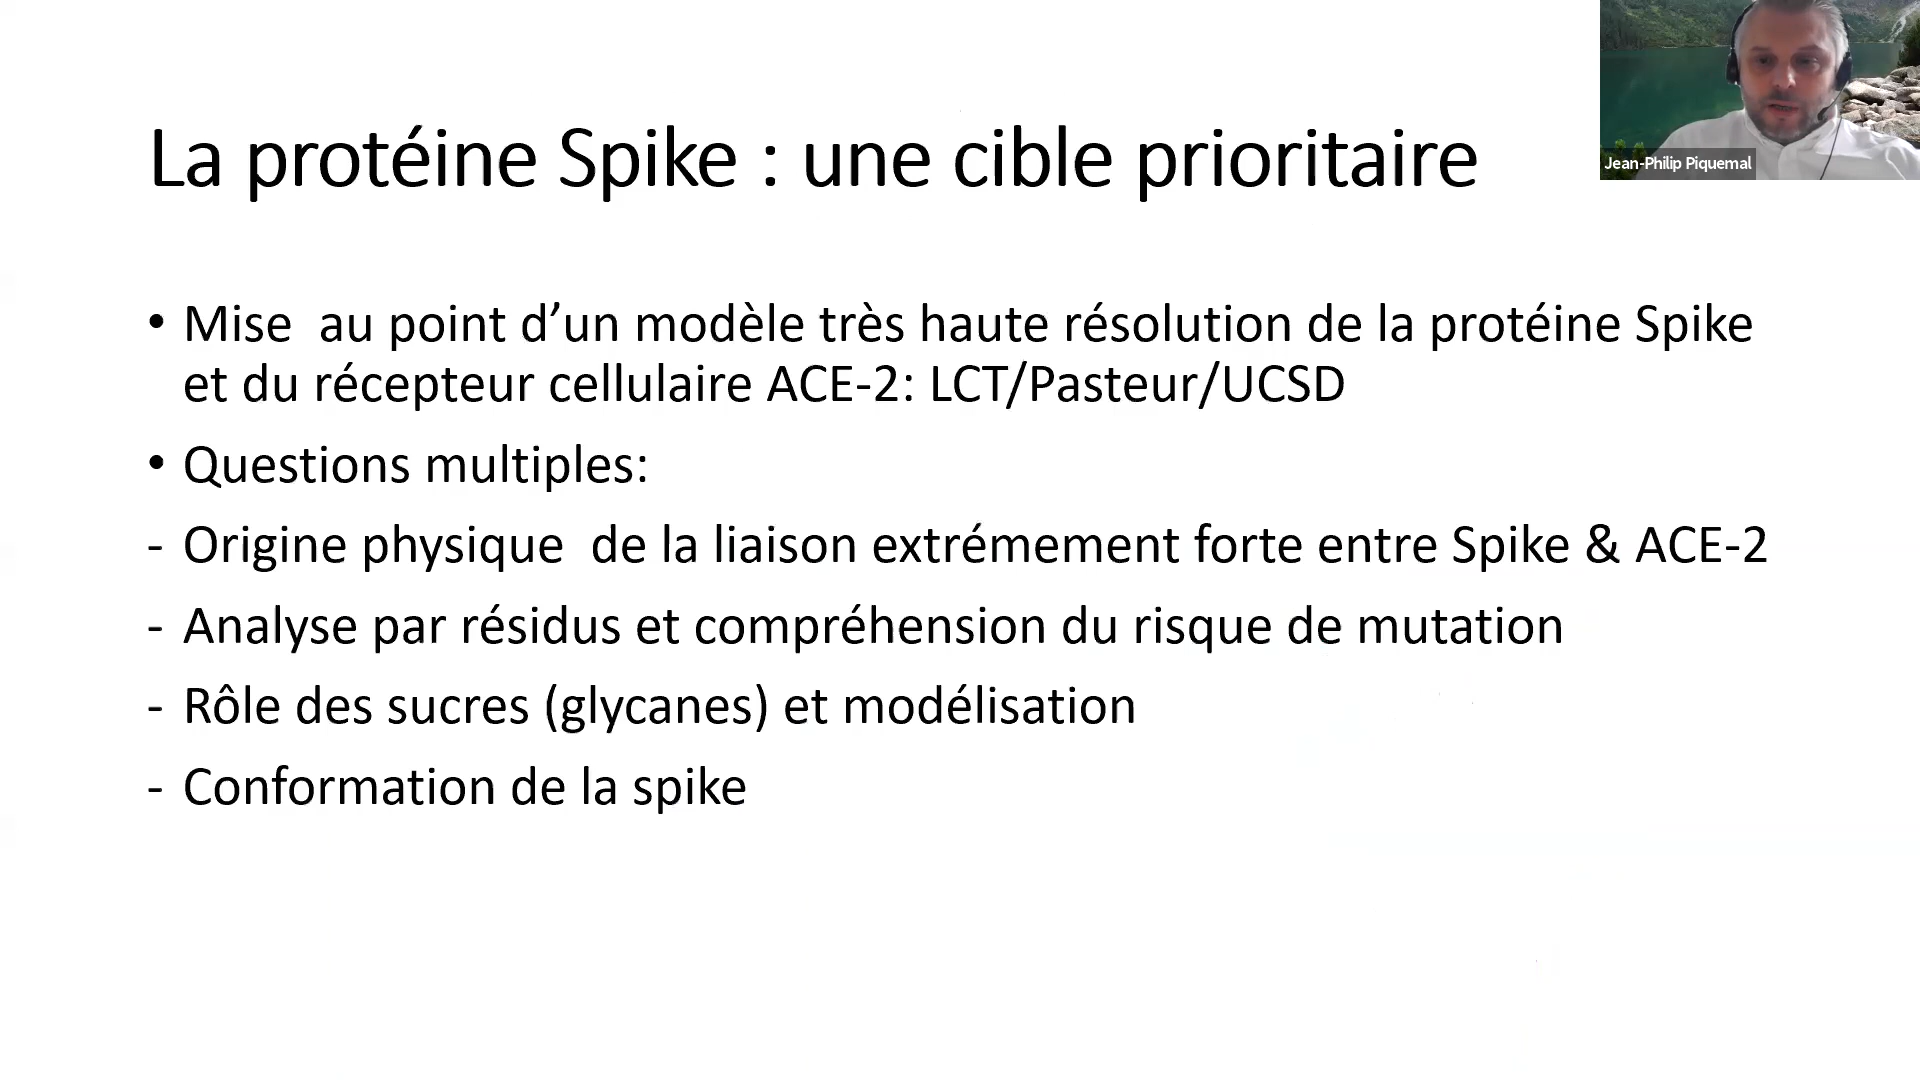 La protéine Spike : une cible prioritaire
Jean-Philip Piquemal
• Mise  au point d’un modèle très haute résolution de la protéine Spike
et du récepteur cellulaire ACE-2: LCT/Pasteur/UCSD
• Questions multiples:
- Origine physique  de la liaison extrémement forte entre Spike & ACE-2
- Analyse par résidus et compréhension du risque de mutation
- Rôle des sucres (glycanes) et modélisation
- Conformation de la spike